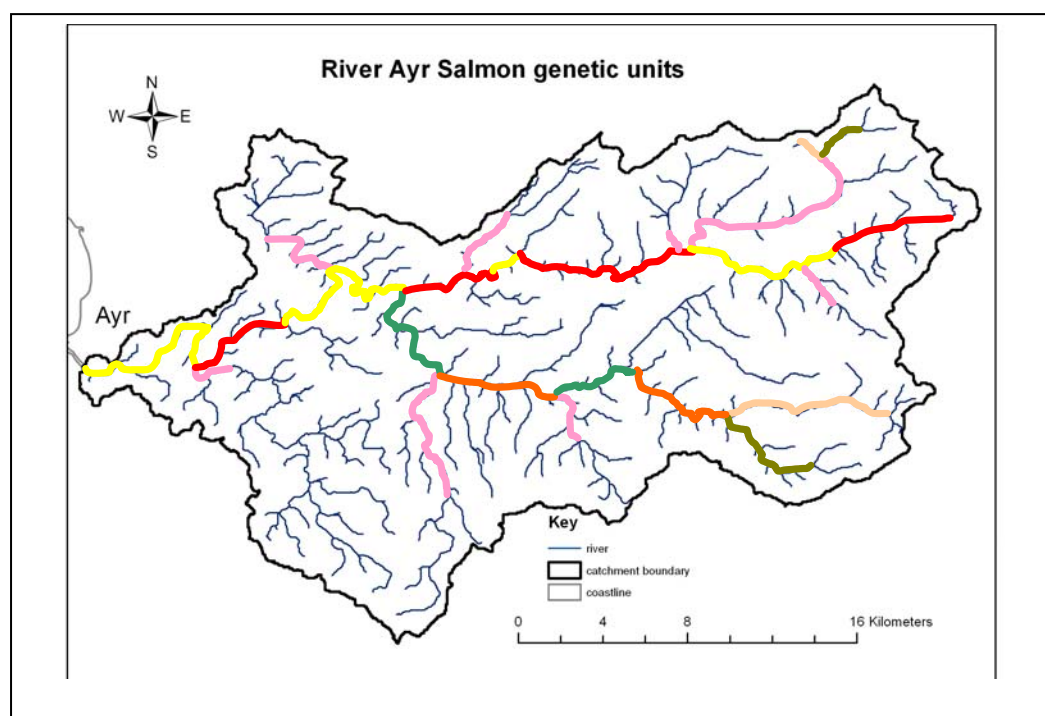 River Ayr Salmon genetic units
N
W E
S
Ayr
Key
river
catchment boundary
coastline
0 4 8 16 Kilometers